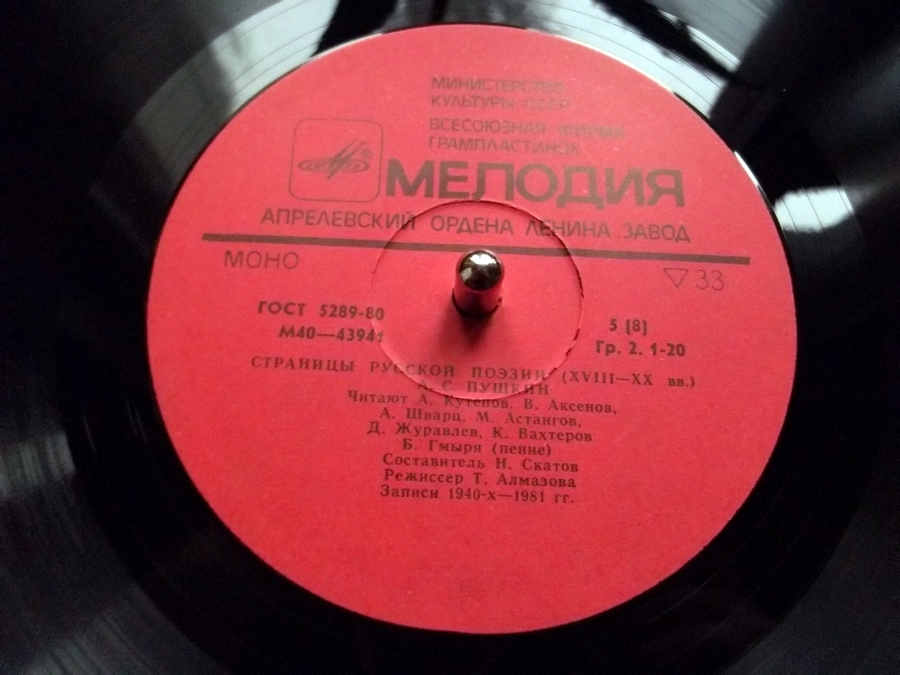 МИНИСТЕРСТВО
КУЛЬТУРЫ СССР
ВСЕСОЮЗНАЯ ФИРМА
ГРАМПЛАСТИНОК
®
МЕЛОДИЯ
АПРЕЛЕВСКИЙ ОРДЕНА ЛЕНИНА ЗАВОД
МОНО
33
ГОСТ 5289-80
5 (8)
М40—43941
Гр. 2. 1-20
СТРАНИЦЫ РУССКОЙ ПОЭЗИИ (XVIII—XX вв.)
А. С. ПУШКИН
Читают А. Кутепов, В. Аксенов,
А. Шварц, М. Астангов,
Д. Журавлев, К. Вахтеров
Б. Гмыря (пение)
Составитель Н. Скатов
Режиссер Т. Алмазова
Записи 1940-х—1981 гг.